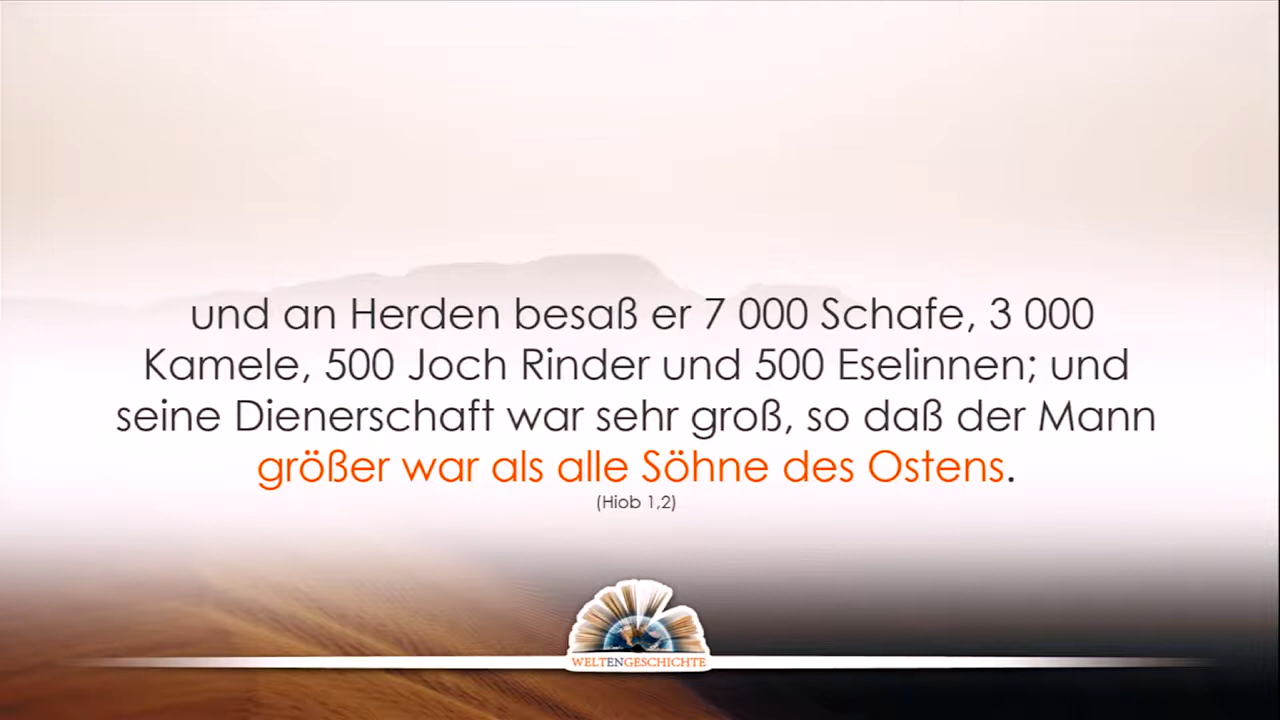 und an Herden besaß er 7 000 Schafe, 3 000
Kamele, 500 Joch Rinder und 500 Eselinnen; und
seine Dienerschaft war sehr groß, so daß der Mann
größer war als alle Söhne des Ostens.
(Hiob 1,2)
WELTENGESCHICHTE